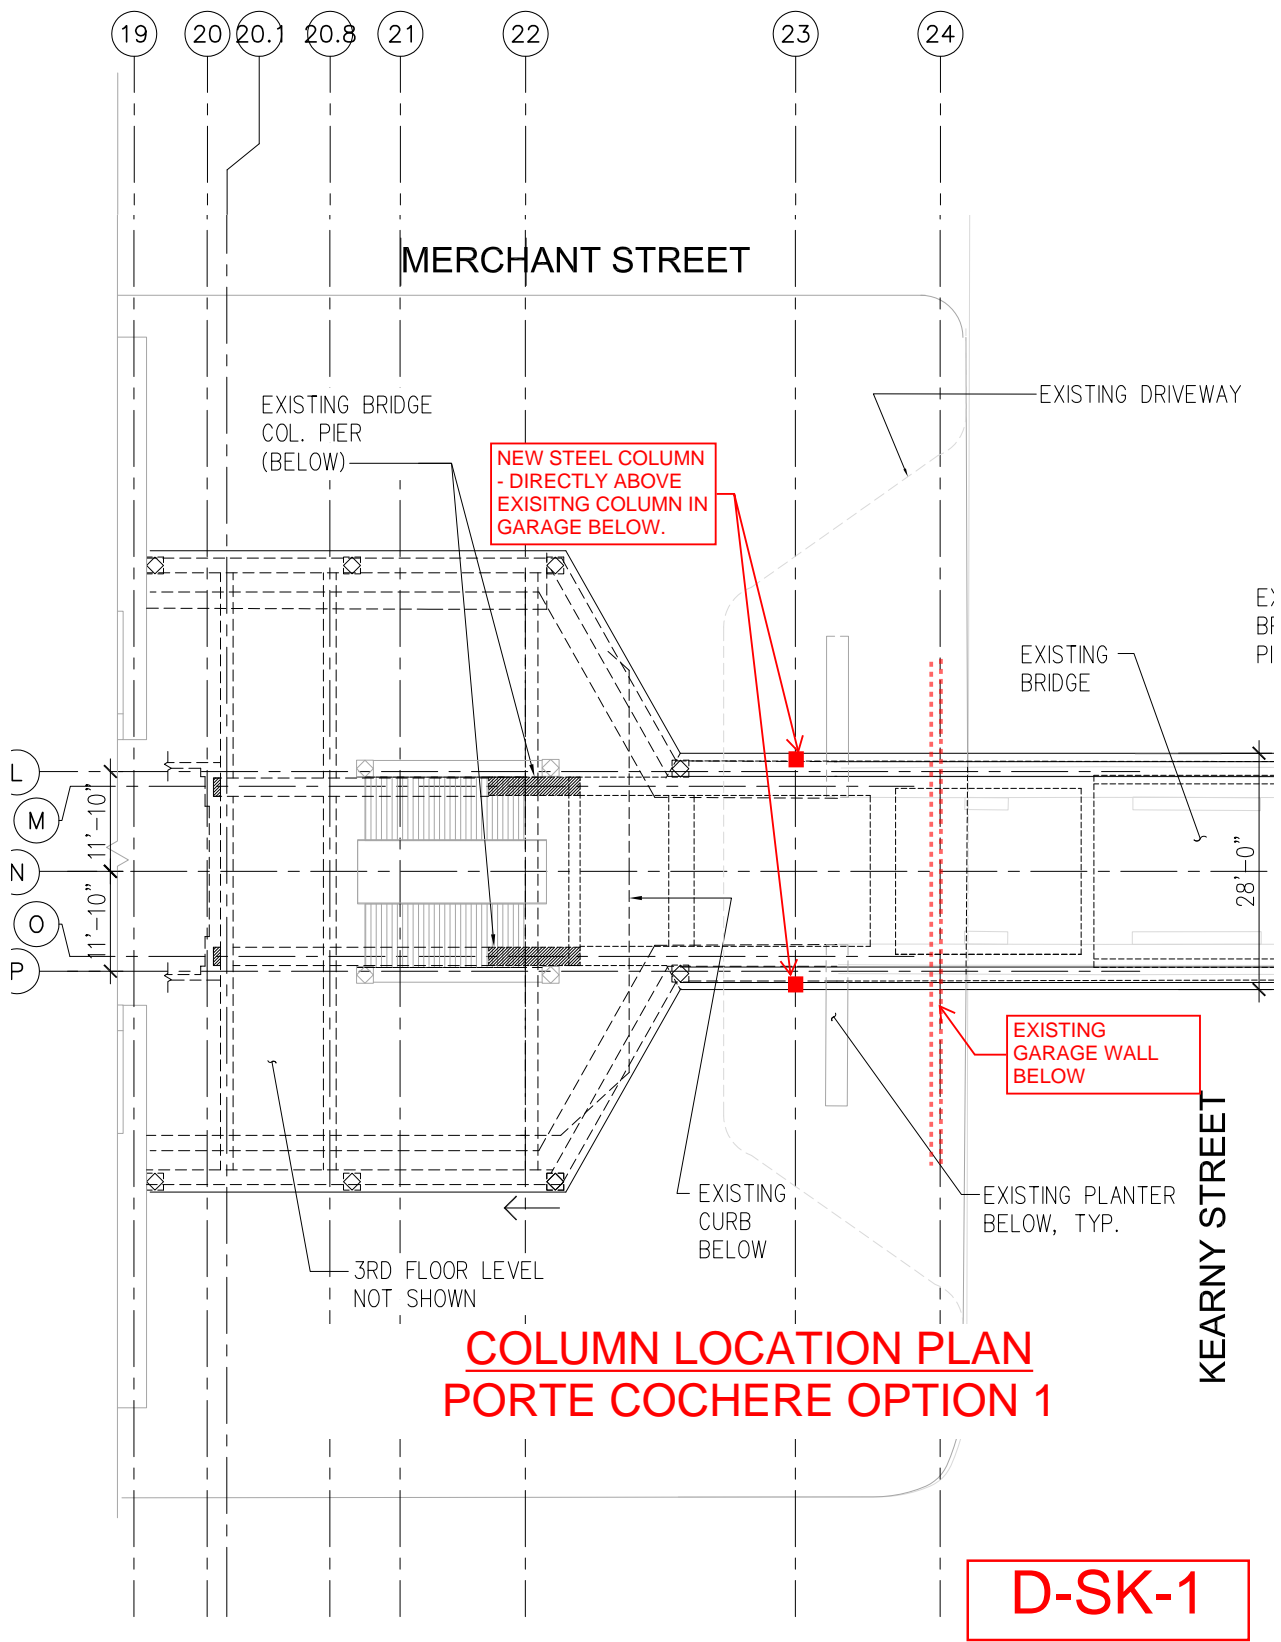 19
20
20.1
20.8
21
22
23
24
MERCHANT STREET
EXISTING BRIDGE
COL. PIER
(BELOW)
EXISTING DRIVEWAY
NEW STEEL COLUMN
- DIRECTLY ABOVE
EXISITNG COLUMN IN
GARAGE BELOW.
EXISTING
BRIDGE
L
M
N
O
P
11'-10"
11'-10"
28'-0"
EXISTING
GARAGE WALL
BELOW
KEARNY STREET
EXISTING
CURB
BELOW
EXISTING PLANTER
BELOW, TYP.
3RD FLOOR LEVEL
NOT SHOWN
COLUMN LOCATION PLAN
PORTE COCHERE OPTION 1
D-SK-1